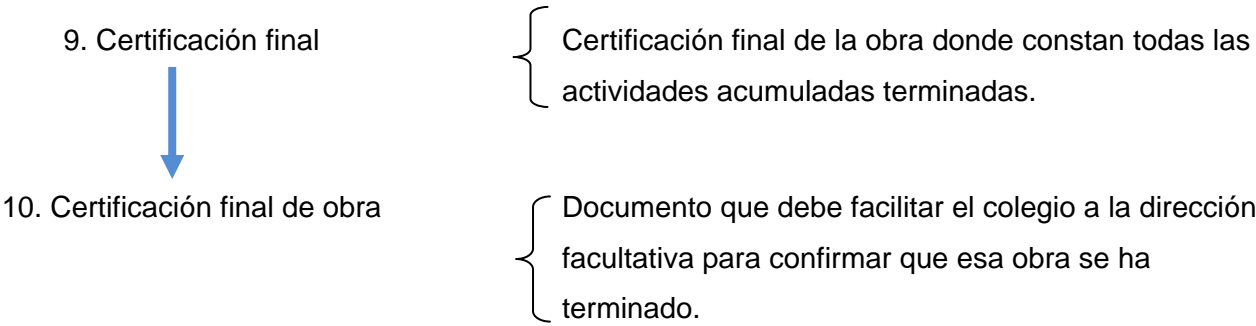 9. Certificación final
Certificación final de la obra donde constan todas las
actividades acumuladas terminadas.
10. Certificación final de obra
Documento que debe facilitar el colegio a la dirección
facultativa para confirmar que esa obra se ha
terminado.